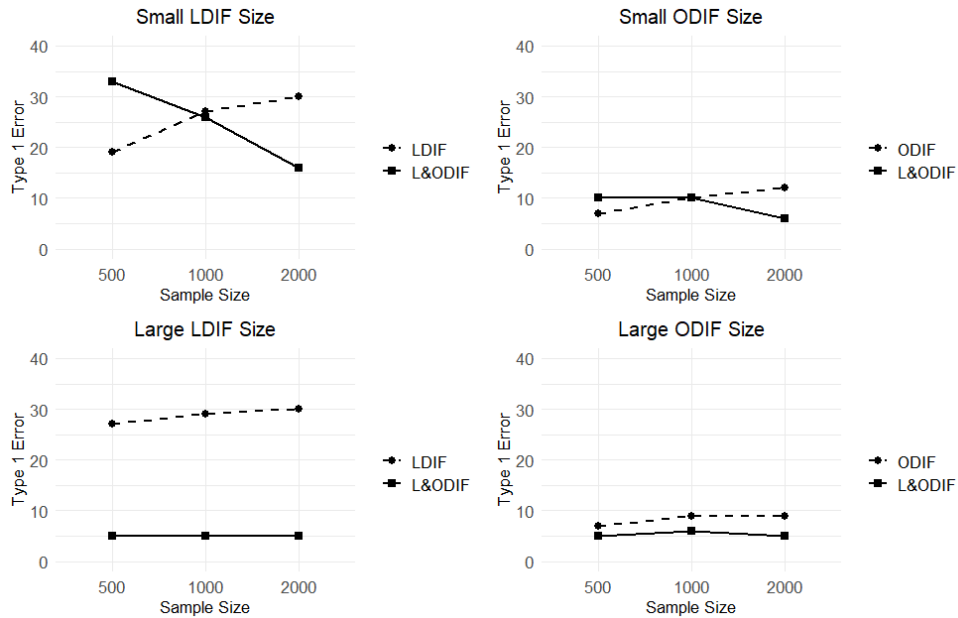 Small LDIF Size
40
30
20
10
0
Type 1 Error
500 1000 2000
Sample Size
LDIF
L&ODIF
Small ODIF Size
40
30
20
10
0
Type 1 Error
500 1000 2000
Sample Size
ODIF
L&ODIF
Large LDIF Size
40
30
20
10
0
Type 1 Error
500 1000 2000
Sample Size
LDIF
L&ODIF
Large ODIF Size
40
30
20
10
0
Type 1 Error
500 1000 2000
Sample Size
ODIF
L&ODIF